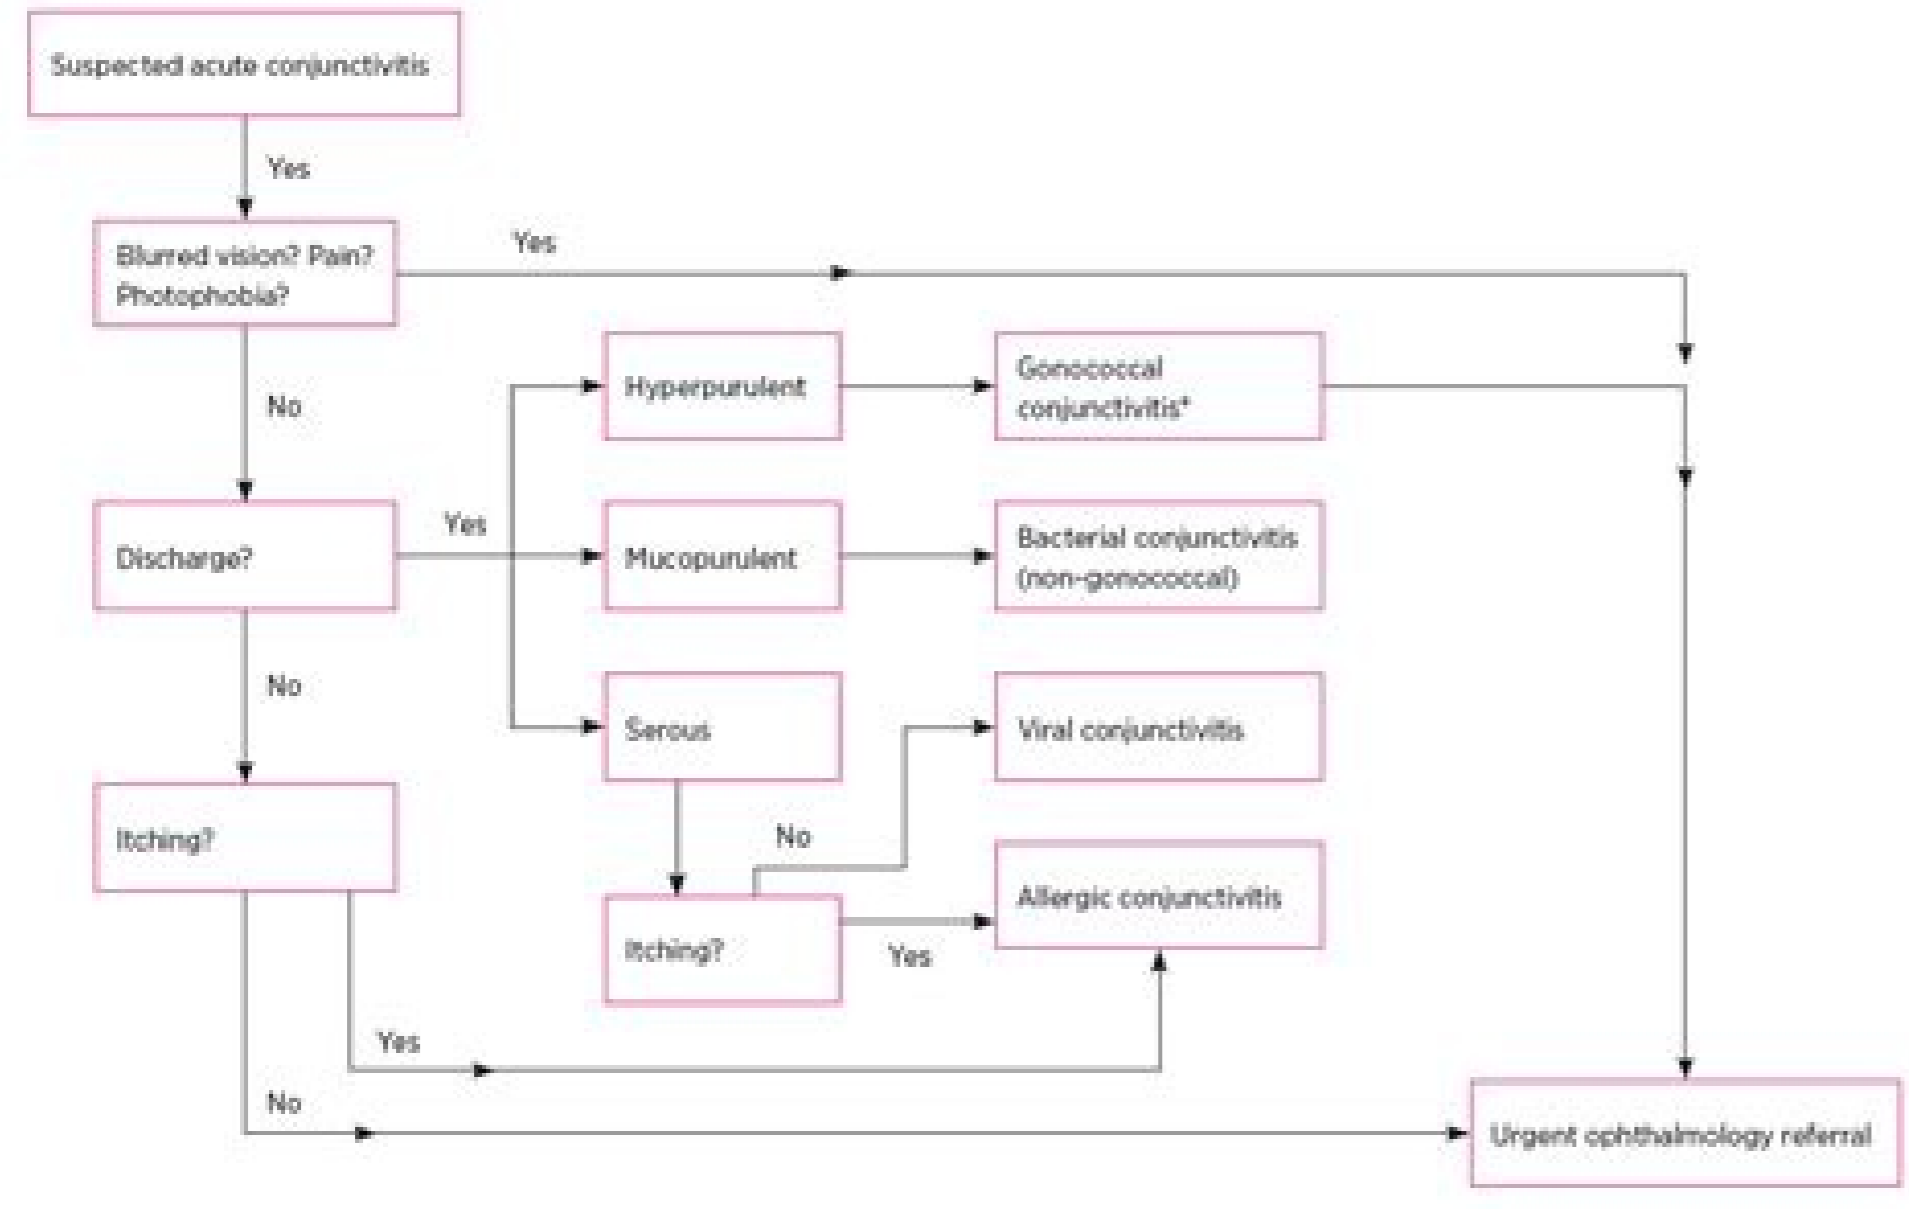 Suspected acute conjunctivitis
Yes
Blurred vision? Pain?
Photophobia?
Yes
No
Hyperpurulent
Gonococcal
conjunctivitis*
Discharge?
Yes
Mucopurulent
Bacterial conjunctivitis
(non-gonococcal)
No
Serous
Viral conjunctivitis
Itching?
No
Itching?
Yes
Allergic conjunctivitis
Yes
No
Urgent ophthalmology referral